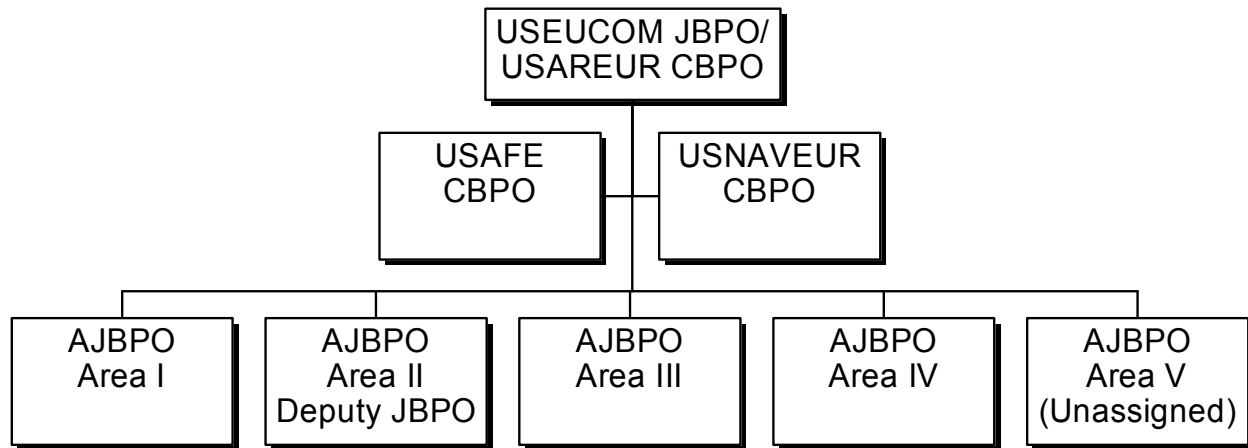 USEUCOM JBPO/
USAREUR CBPO
USAFE
CBPO
USNAVEUR
CBPO
AJBPO
Area I
AJBPO
Area II
Deputy JBPO
AJBPO
Area III
AJBPO
Area IV
AJBPO
Area V
(Unassigned)